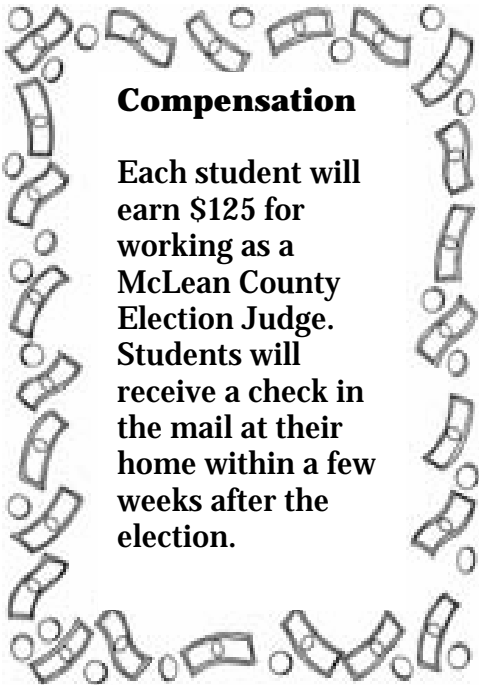 Compensation
Each student will
earn $125 for
working as a
McLean County
Election Judge.
Students will
receive a check in
the mail at their
home within a few
weeks after the
election.